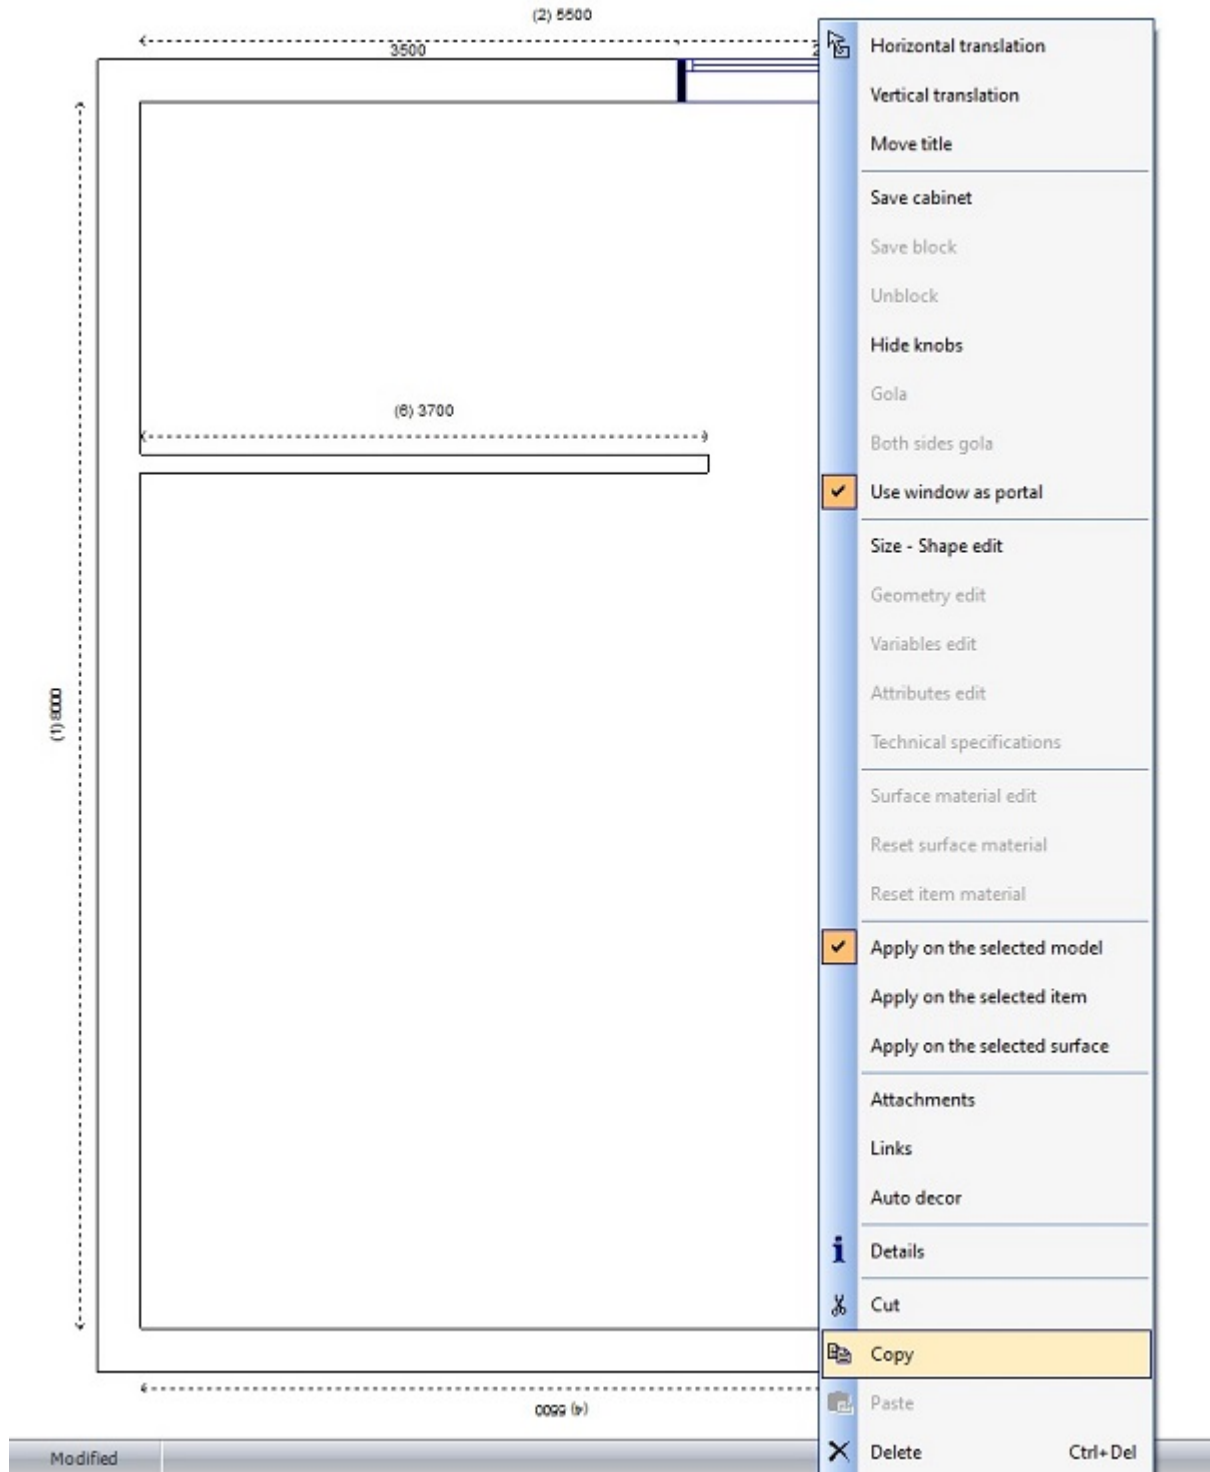 (2) 5500
3500
2
(6) 3700
(1) 8000
(4) 5500
Horizontal translation
Vertical translation
Move title
Save cabinet
Save block
Unblock
Hide knobs
Gola
Both sides gola
Use window as portal
Size - Shape edit
Geometry edit
Variables edit
Attributes edit
Technical specifications
Surface material edit
Reset surface material
Reset item material
Apply on the selected model
Apply on the selected item
Apply on the selected surface
Attachments
Links
Auto decor
Details
Cut
Copy
Paste
Delete Ctrl+Del
Modified